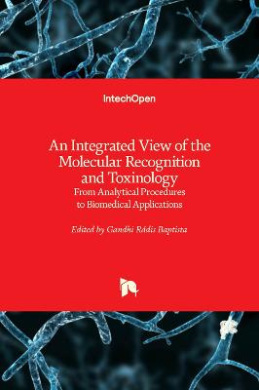 IntechOpen
An Integrated View of the
Molecular Recognition
and Toxinology
From Analytical Procedures
to Biomedical Applications
Edited by Gandhi Rádis Baptista